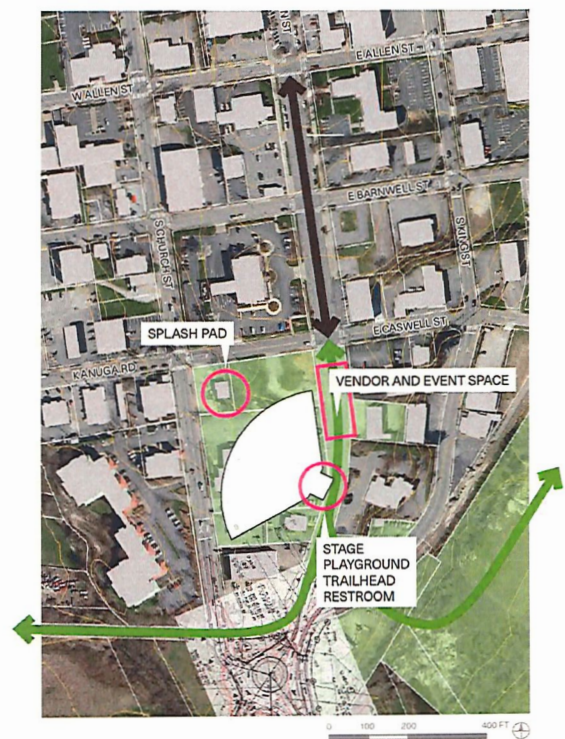 N ST
E ALLEN ST
W ALLEN ST
E BARNWELL ST
S CHURCH ST
S KING ST
E CASWELL ST
SPLASH PAD
KANUGA RD
VENDOR AND EVENT SPACE
STAGE
PLAYGROUND
TRAILHEAD
RESTROOM
0 100 200 400 FT